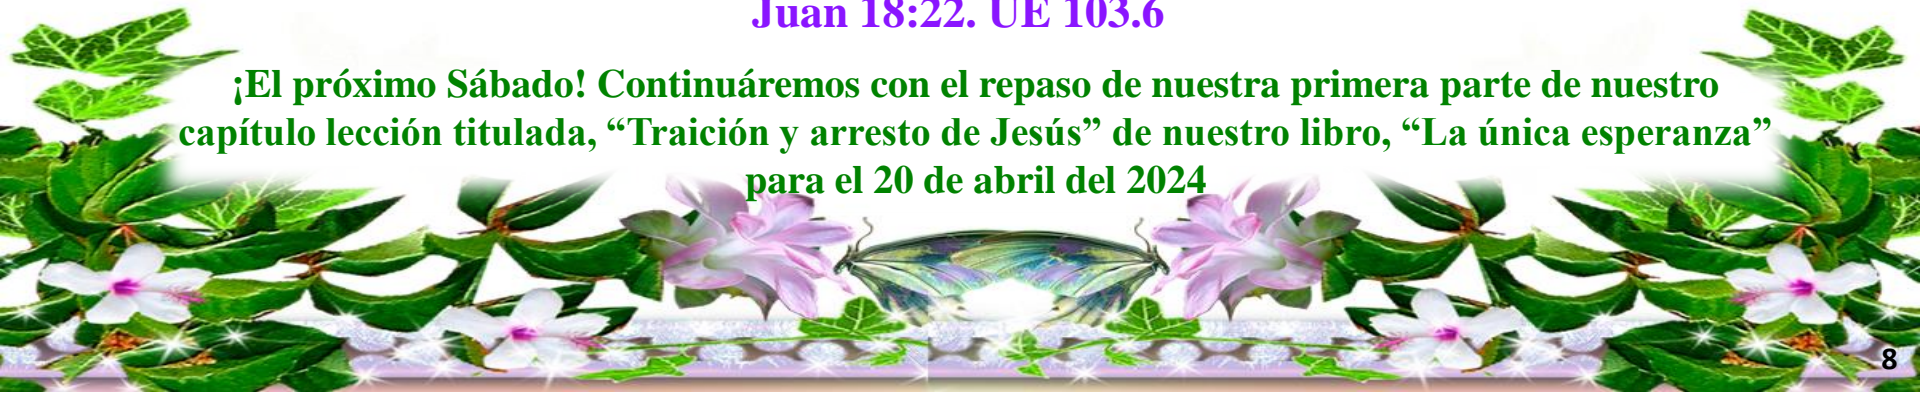 Juan 18:22. UE 103.6
¡El próximo Sábado! Continuáremos con el repaso de nuestra primera parte de nuestro
capítulo lección titulada, “Traición y arresto de Jesús” de nuestro libro, “La única esperanza”
para el 20 de abril del 2024
8